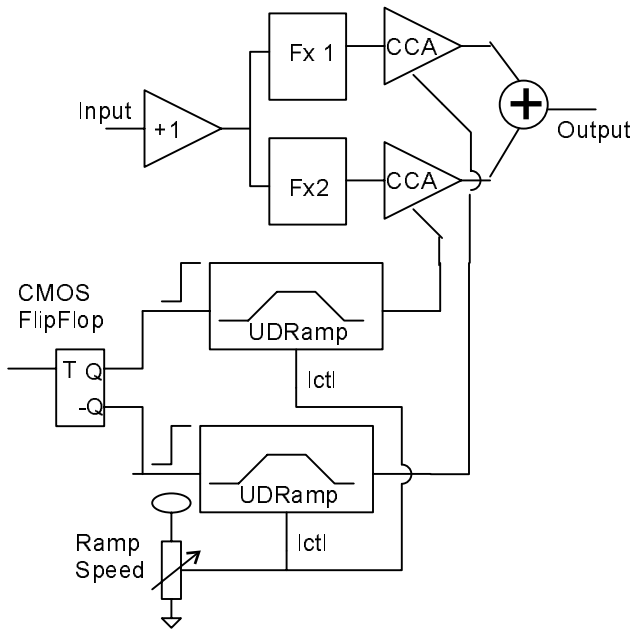 Fx 1
CCA
Input
+1
+
Output
Fx2
CCA
CMOS
FlipFlop
UDRamp
T Q
Ictl
-Q
UDRamp
Ramp
Speed
Ictl